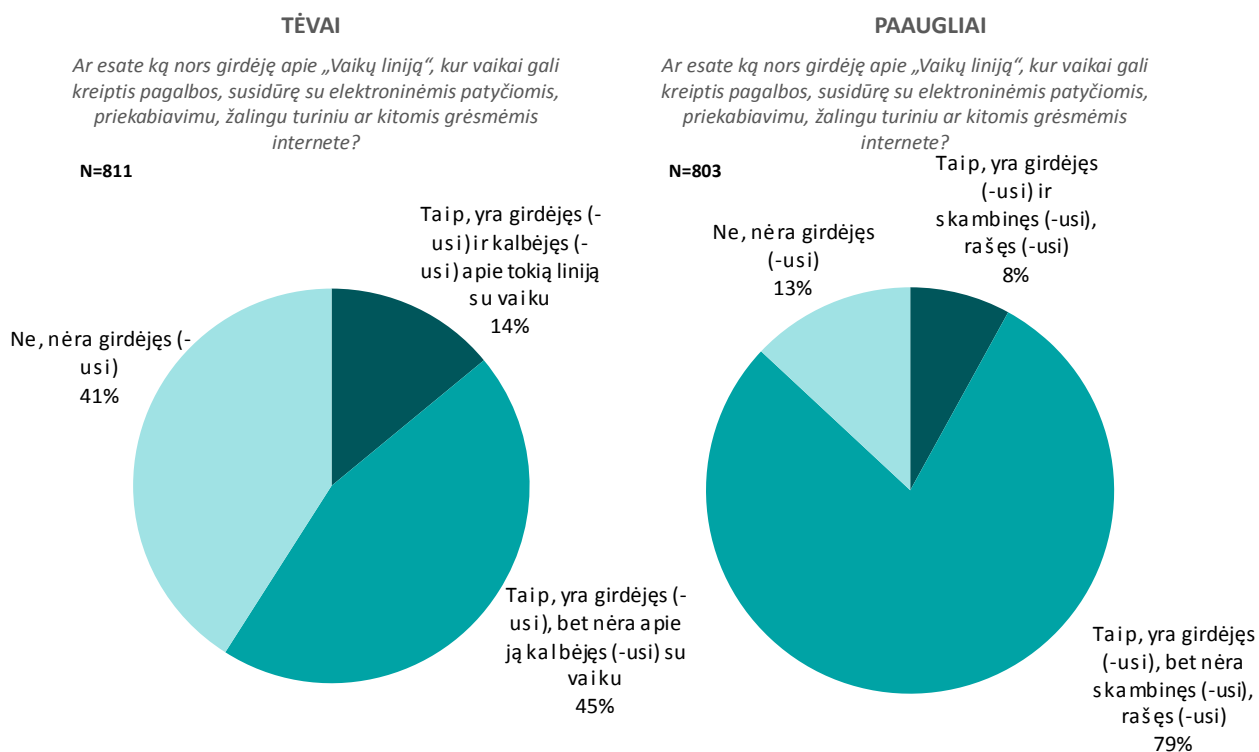 TĖVAI
Ar esate ką nors girdėję apie „Vaikų liniją“, kur vaikai gali
kreiptis pagalbos, susidūrę su elektroninėmis patyčiomis,
priekabiavimu, žalingu turiniu ar kitomis grėsmėmis
internete?
N=811
Taip, yra girdėjęs (-
usi) ir kalbėjęs (-
usi) apie tokią liniją
su vaiku
14%
Ne, nėra girdėjęs (-
usi)
41%
Taip, yra girdėjęs (-
usi), bet nėra apie
ją kalbėjęs (-usi) su
vaiku
45%
PAAUGLIAI
Ar esate ką nors girdėję apie „Vaikų liniją“, kur vaikai gali
kreiptis pagalbos, susidūrę su elektroninėmis patyčiomis,
priekabiavimu, žalingu turiniu ar kitomis grėsmėmis
internete?
N=803
Taip, yra girdėjęs
(-usi) ir
skambinęs (-usi),
rašęs (-usi)
8%
Ne, nėra girdėjęs
(-usi)
13%
Taip, yra girdėjęs
(-usi), bet nėra
skambinęs (-usi),
rašęs (-usi)
79%